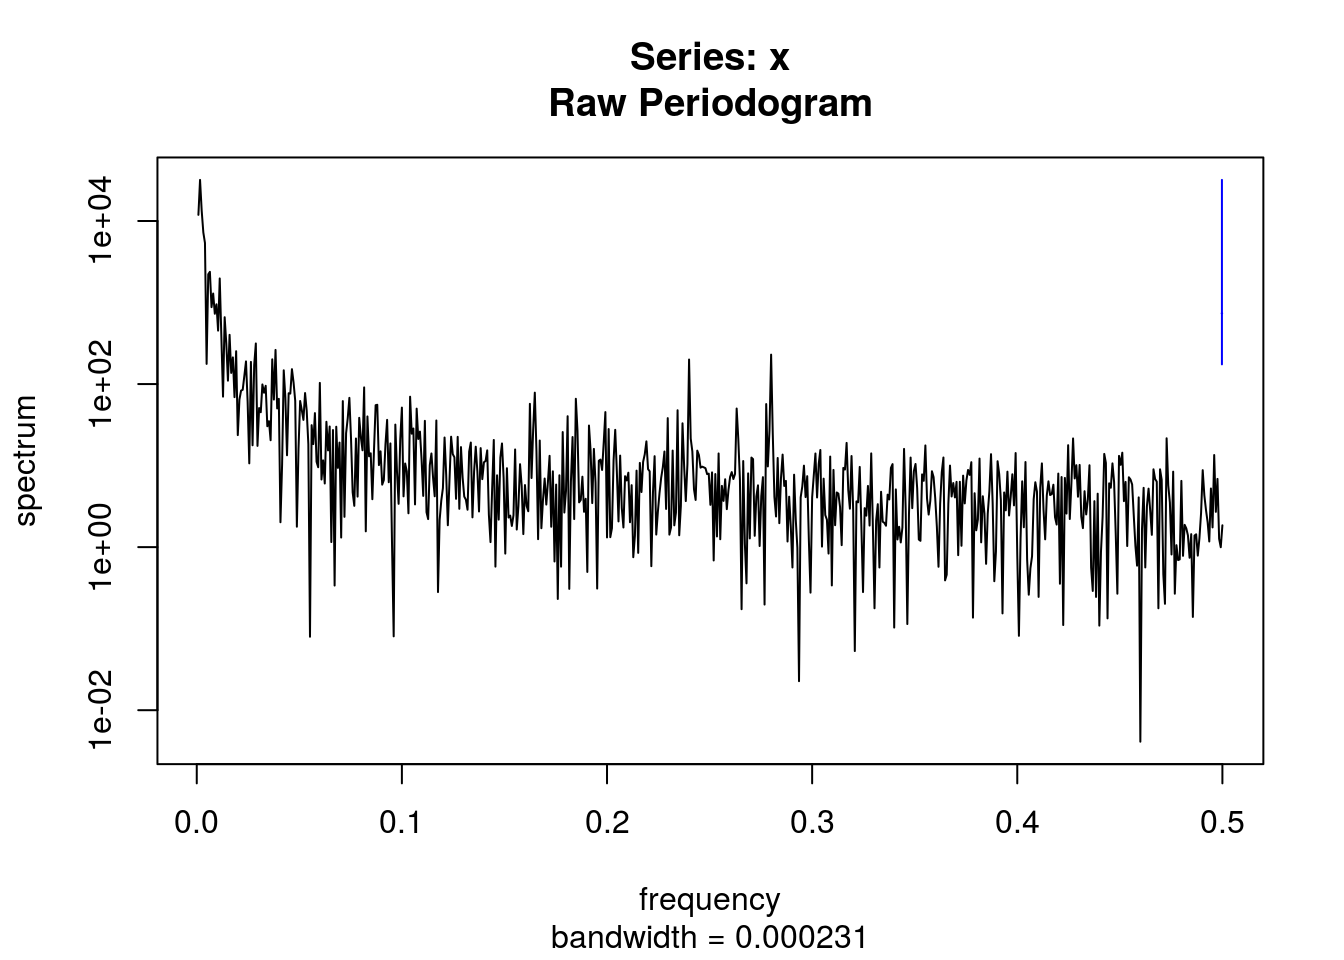 Series: x
Raw Periodogram
spectrum
1e+04
1e+02
1e+00
1e-02
0.0 0.1 0.2 0.3 0.4 0.5
frequency
bandwidth = 0.000231